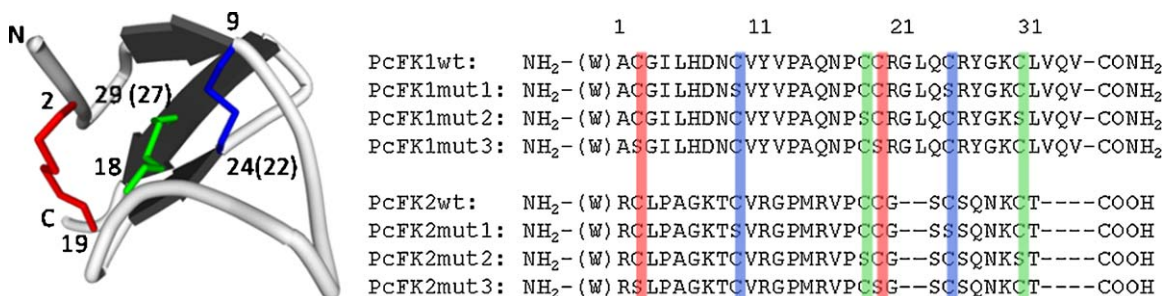 N
9
2
29 (27)
18
24(22)
C
19
1 11 21 31
PcFK1wt: NH2-(W)ACGILHDNCVYVPAQNPCCRGLQCRYGKCLVQV-CONH2
PcFK1mut1: NH2-(W)ACGILHDNSVYVPAQNPCCRGLQSRYGKCLVQV-CONH2
PcFK1mut2: NH2-(W)ACGILHDNCVYVPAQNPSCRGLQCRYGKSLVQV-CONH2
PcFK1mut3: NH2-(W)ASGILHDNCVYVPAQNPCSRGLQCRYGKCLVQV-CONH2
PcFK2wt: NH2-(W)RCLPAGKTCVRGPMRVPCCG--SCSQNKCT----COOH
PcFK2mut1: NH2-(W)RCLPAGKTSVRGPMRVPCCG--SSSQNKCT----COOH
PcFK2mut2: NH2-(W)RCLPAGKTCVRGPMRVPSCG--SCSQNKST----COOH
PcFK2mut3: NH2-(W)RSLPAGKTCVRGPMRVPCSG--SCSQNKCT----COOH